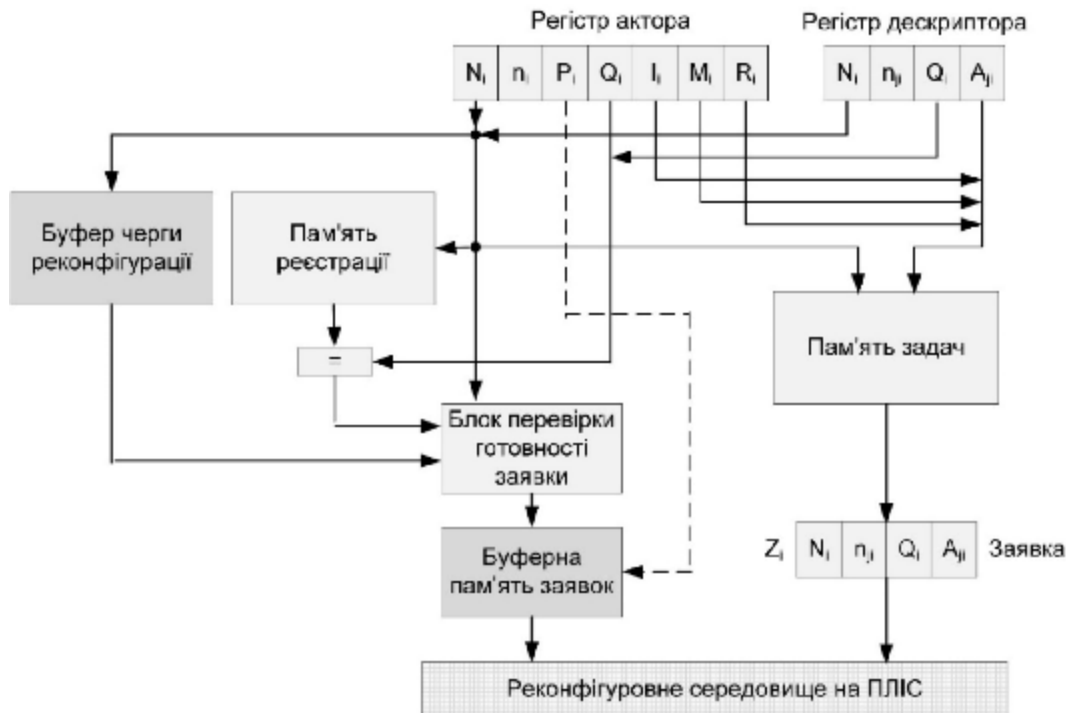 Регістр актора Регістр дескриптора
Nᵢ nᵢ Pᵢ Qᵢ Iᵢ Mᵢ Rᵢ Nᵢ nⱼᵢ Qᵢ Aⱼᵢ
Буфер черги
реконфігурації
Пам'ять
реєстрації
=
Пам'ять задач
Блок перевірки
готовності
заявки
Буферна
пам'ять заявок
Zᵢ Nᵢ nⱼᵢ Qᵢ Aⱼᵢ Заявка
Реконфігуровне середовище на ПЛІС